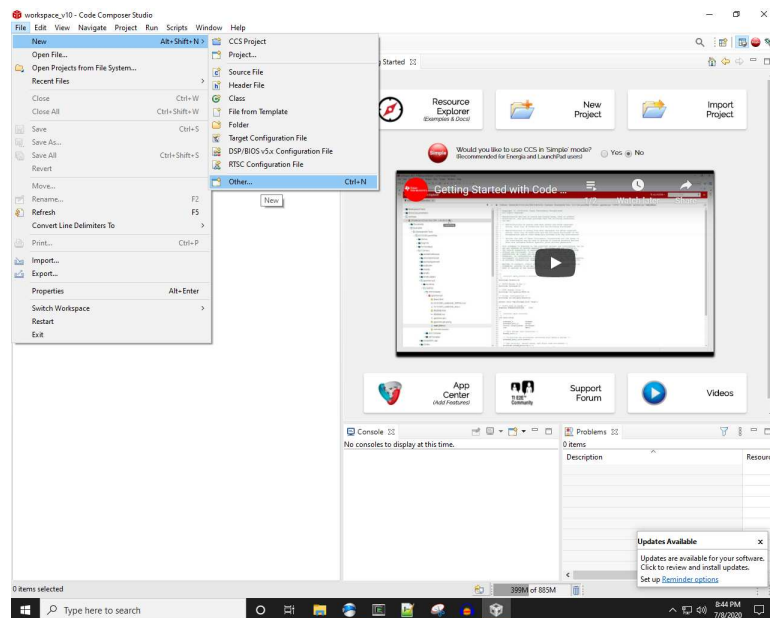 workspace_v10 - Code Composer Studio
File Edit View Navigate Project Run Scripts Window Help
New Alt+Shift+N >
Open File...
Open Projects from File System...
Recent Files >
Close Ctrl+W
Close All Ctrl+Shift+W
Save Ctrl+S
Save As...
Save All Ctrl+Shift+S
Revert
Move...
Rename... F2
Refresh F5
Convert Line Delimiters To >
Print... Ctrl+P
Import...
Export...
Properties Alt+Enter
Switch Workspace >
Restart
Exit
CCS Project
Project...
Source File
Header File
Class
File from Template
Folder
Target Configuration File
DSP/BIOS v5.x Configuration File
RTSC Configuration File
Other... Ctrl+N
New
g Started
Resource
Explorer
(Examples & Docs)
New
Project
Import
Project
Simple
Would you like to use CCS in 'Simple' mode?
(Recommended for Energia and LaunchPad users)
Yes No
Getting Started with Code ...
App
Center
(Add Features)
TI E2E
Community
Support
Forum
Videos
Console
No consoles to display at this time.
Problems
0 items
Description Resour
Updates Available x
Updates are available for your software.
Click to review and install updates.
Set up Reminder options
0 items selected
399M of 885M
Type here to search
8:44 PM
7/8/2020